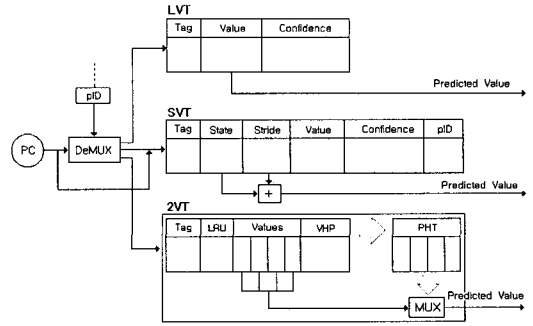 LVT
Tag Value Confidence
Predicted Value
pID
SVT
Tag State Stride Value Confidence pID
PC
DeMUX
+
Predicted Value
2VT
Tag LRU Values VHP PHT
MUX
Predicted Value